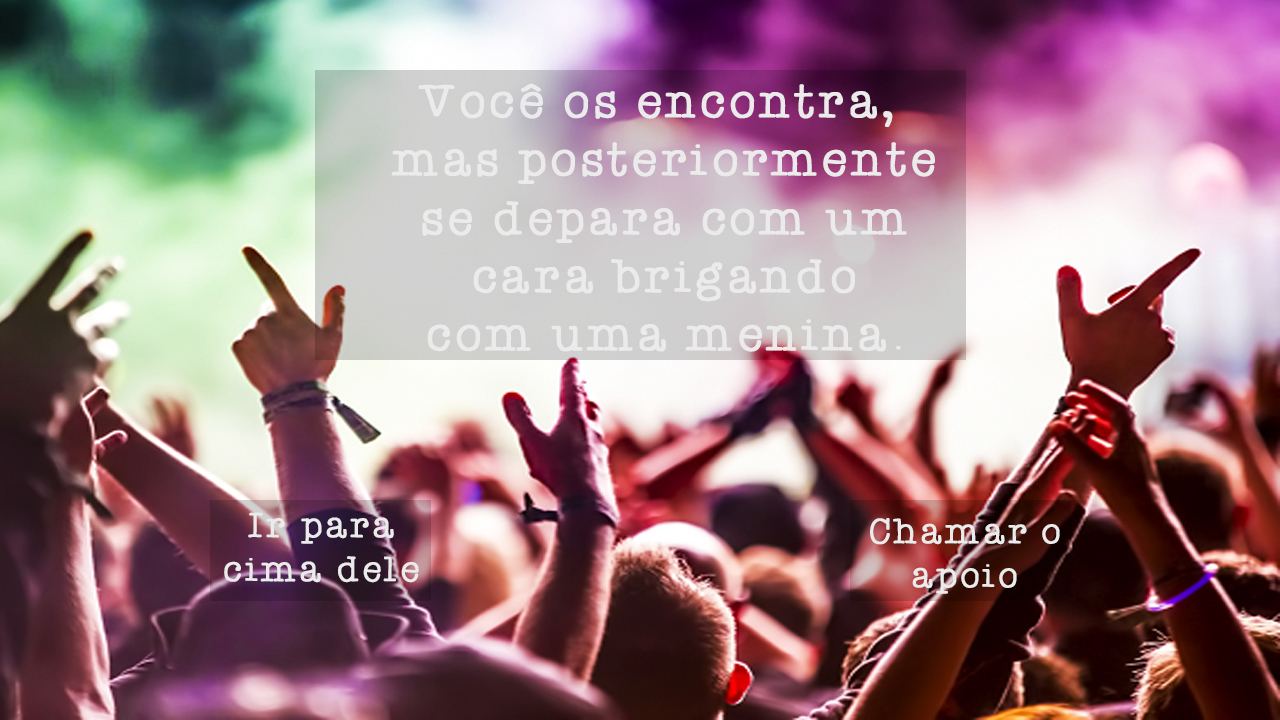 Você os encontra,
mas posteriormente
se depara com um
cara brigando
com uma menina.
Ir para
cima dele
Chamar o
apoio